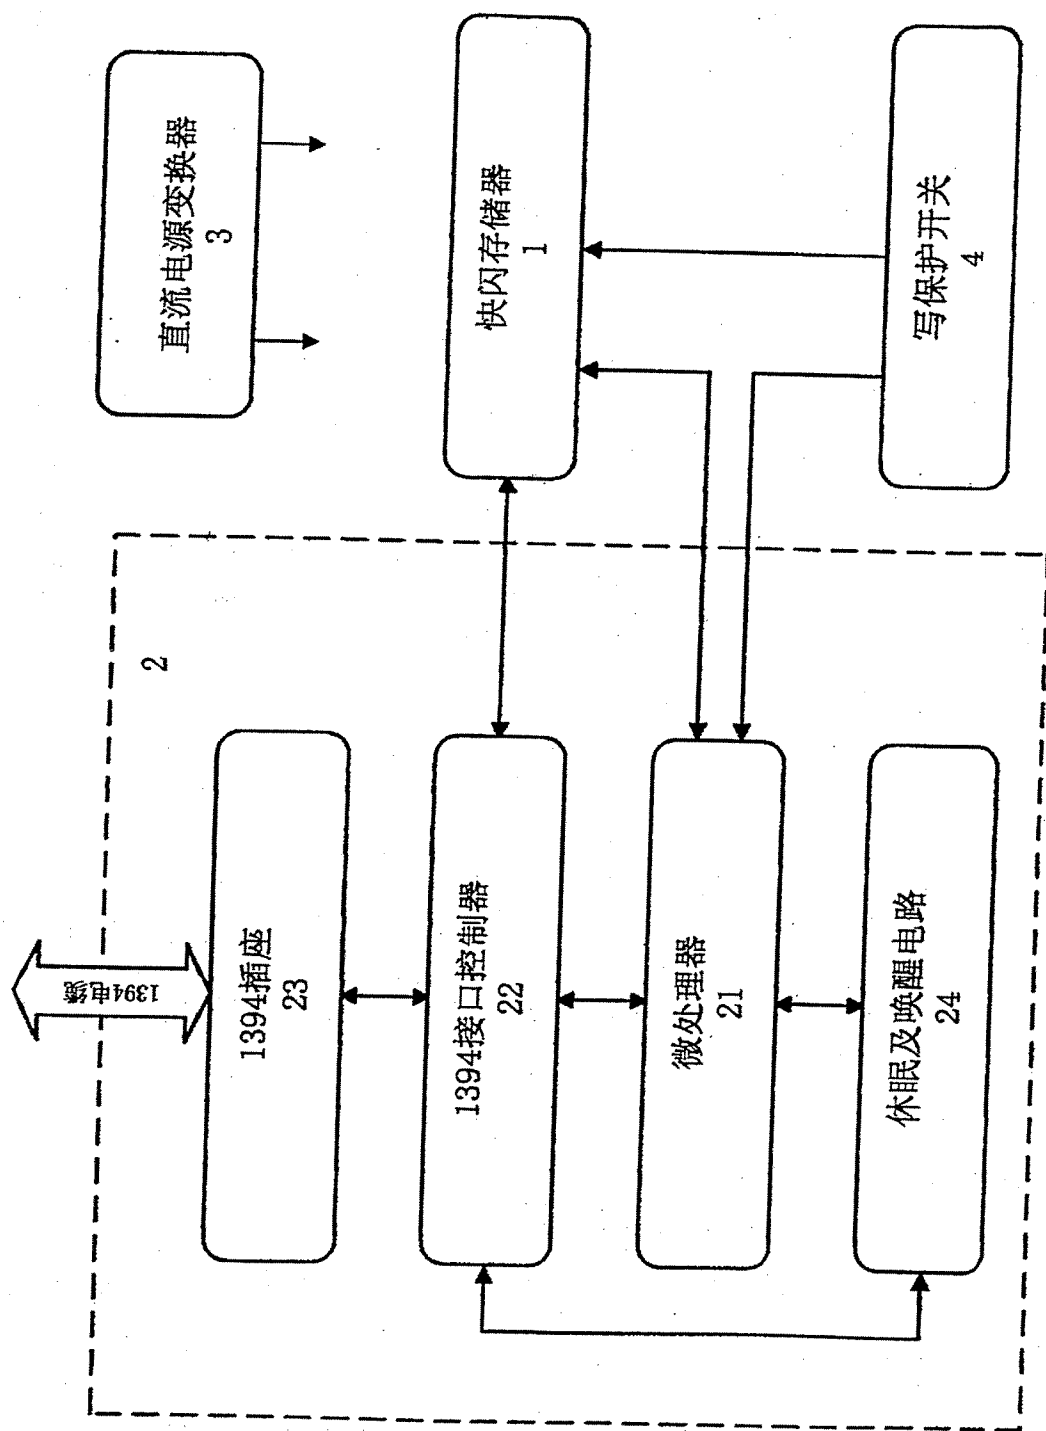 直流电源变换器
3
快闪存储器
1
写保护开关
4
2
1394电缆
1394插座
23
1394接口控制器
22
微处理器
21
休眠及唤醒电路
24